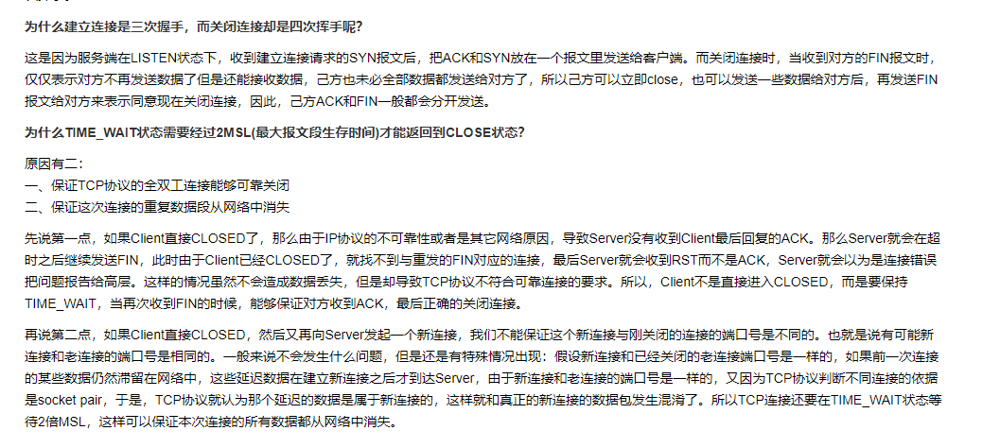 为什么建立连接是三次握手，而关闭连接却是四次挥手呢？
这是因为服务端在LISTEN状态下，收到建立连接请求的SYN报文后，把ACK和SYN放在一个报文里发送给客户端。而关闭连接时，当收到对方的FIN报文时，
仅仅表示对方不再发送数据了但是还能接收数据，己方也未必全部数据都发送给对方了，所以己方可以立即close，也可以发送一些数据给对方后，再发送FIN
报文给对方来表示同意现在关闭连接，因此，己方ACK和FIN一般都会分开发送。
为什么TIME_WAIT状态需要经过2MSL(最大报文段生存时间)才能返回到CLOSE状态？
原因有二：
一、保证TCP协议的全双工连接能够可靠关闭
二、保证这次连接的重复数据段从网络中消失
先说第一点，如果Client直接CLOSED了，那么由于IP协议的不可靠性或者是其它网络原因，导致Server没有收到Client最后回复的ACK。那么Server就会在超
时之后继续发送FIN，此时由于Client已经CLOSED了，就找不到与重发的FIN对应的连接，最后Server就会收到RST而不是ACK，Server就会以为是连接错误
把问题报告给高层。这样的情况虽然不会造成数据丢失，但是却导致TCP协议不符合可靠连接的要求。所以，Client不是直接进入CLOSED，而是要保持
TIME_WAIT，当再次收到FIN的时候，能够保证对方收到ACK，最后正确的关闭连接。
再说第二点，如果Client直接CLOSED，然后又再向Server发起一个新连接，我们不能保证这个新连接与刚关闭的连接的端口号是不同的。也就是说有可能新
连接和老连接的端口号是相同的。一般来说不会发生什么问题，但是还是有特殊情况出现：假设新连接和已经关闭的老连接端口号是一样的，如果前一次连接
的某些数据仍然滞留在网络中，这些延迟数据在建立新连接之后才到达Server，由于新连接和老连接的端口号是一样的，又因为TCP协议判断不同连接的依据
是socket pair，于是，TCP协议就认为那个延迟的数据是属于新连接的，这样就和真正的新连接的数据包发生混淆了。所以TCP连接还要在TIME_WAIT状态等
待2倍MSL，这样可以保证本次连接的所有数据都从网络中消失。